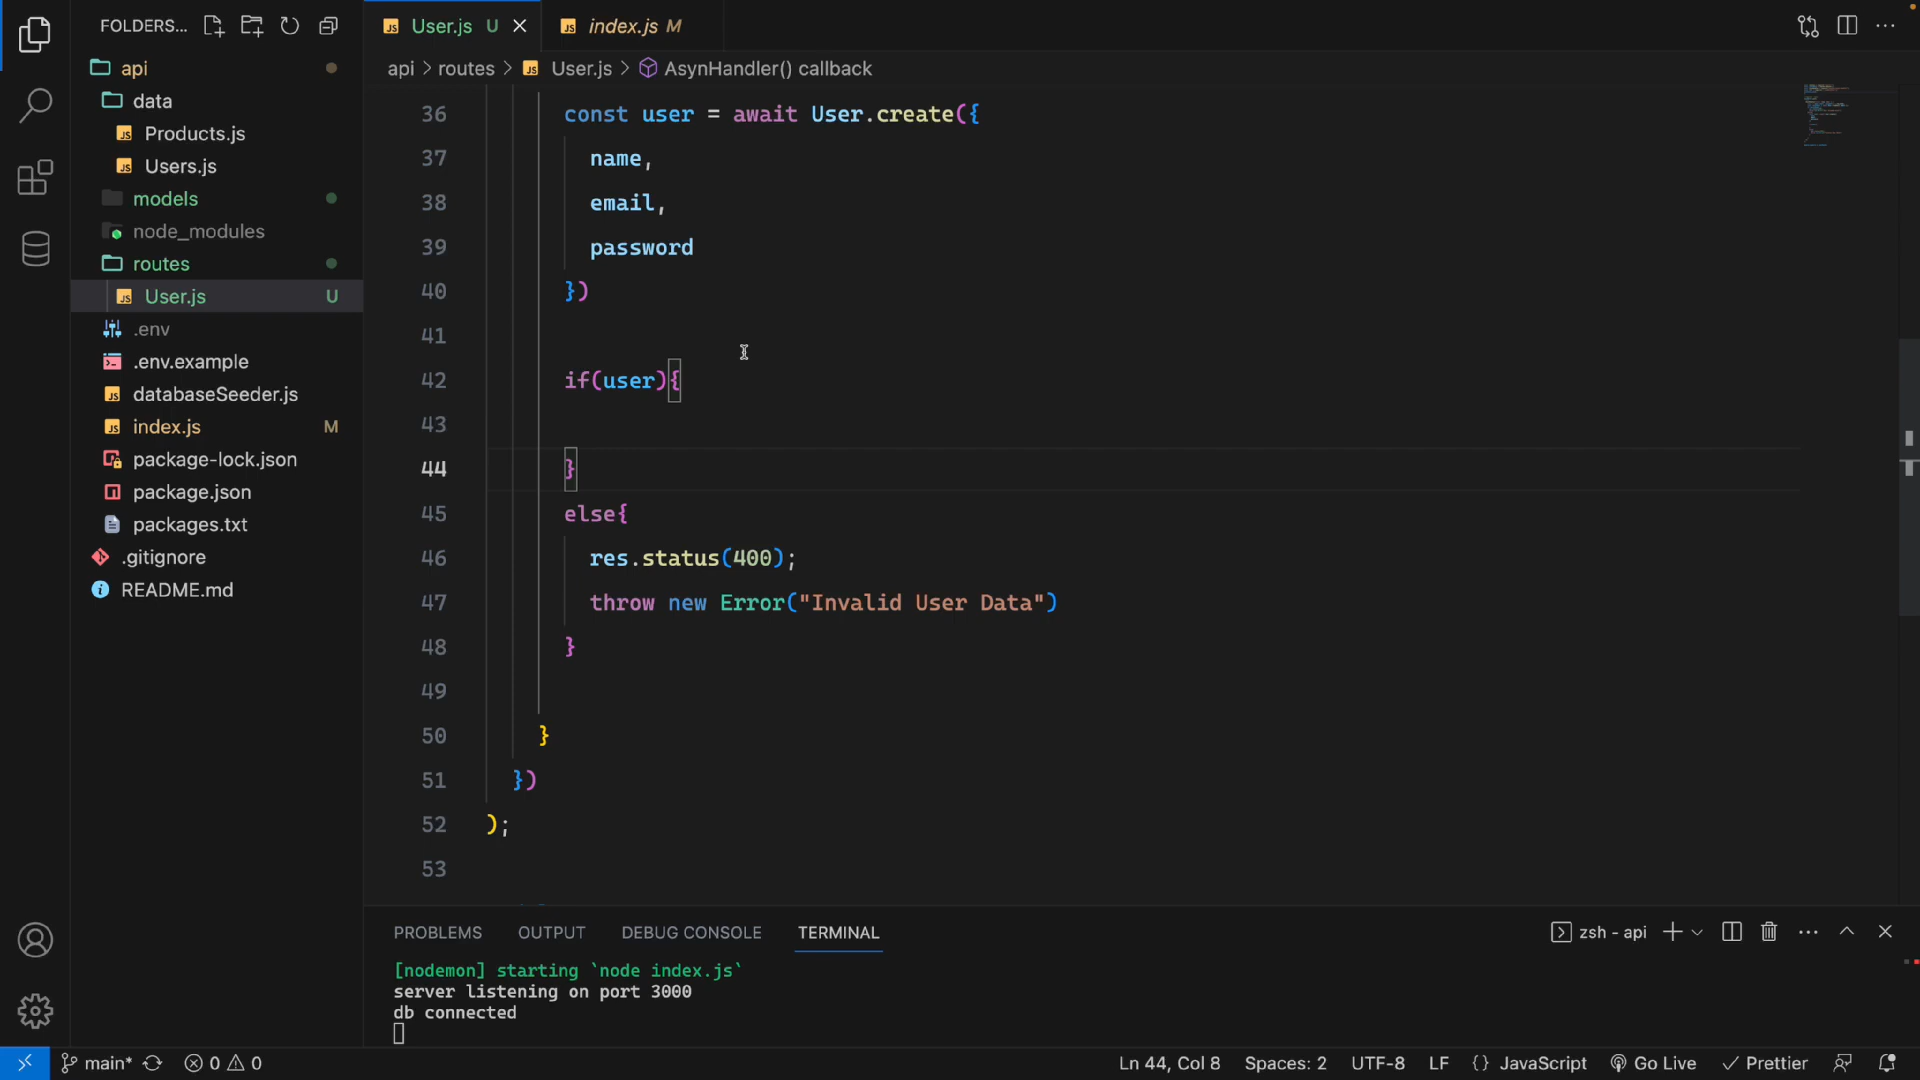 FOLDERS...
api
data
Products.js
Users.js
models
node_modules
routes
User.js U
.env
.env.example
databaseSeeder.js
index.js M
package-lock.json
package.json
packages.txt
.gitignore
README.md
User.js U
index.js M
api > routes > User.js > AsynHandler() callback
36 const user = await User.create({
37 name,
38 email,
39 password
40 })
41
42 if(user){
43
44 }
45 else{
46 res.status(400);
47 throw new Error("Invalid User Data")
48 }
49
50 }
51 })
52 );
53
PROBLEMS OUTPUT DEBUG CONSOLE TERMINAL
zsh - api
[nodemon] starting `node index.js`
server listening on port 3000
db connected
main* 0 0 Ln 44, Col 8 Spaces: 2 UTF-8 LF {} JavaScript Go Live Prettier